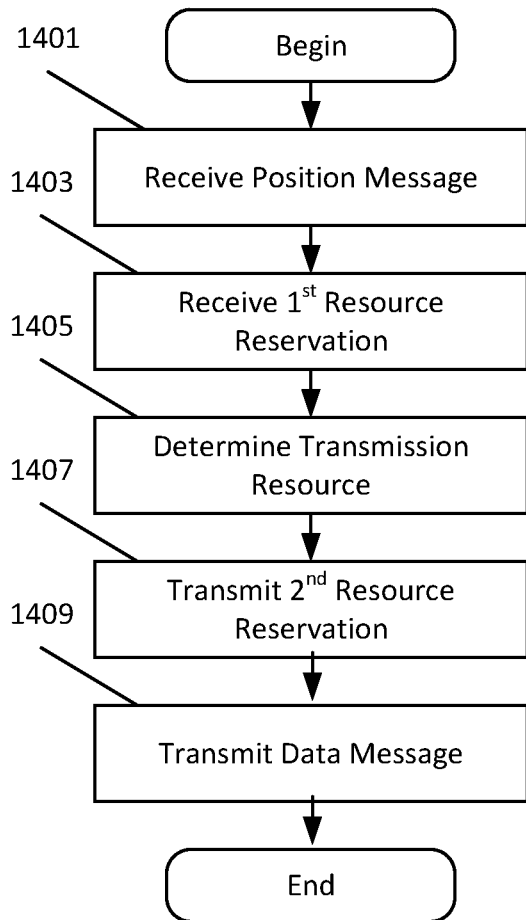 1401
Begin
Receive Position Message
1403
Receive 1st Resource
Reservation
1405
Determine Transmission
Resource
1407
Transmit 2nd Resource
Reservation
1409
Transmit Data Message
End